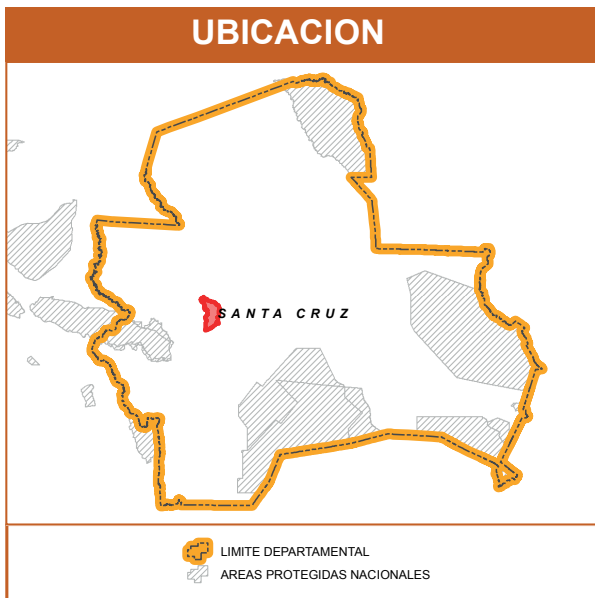 UBICACION
SANTA CRUZ
LIMITE DEPARTAMENTAL
AREAS PROTEGIDAS NACIONALES